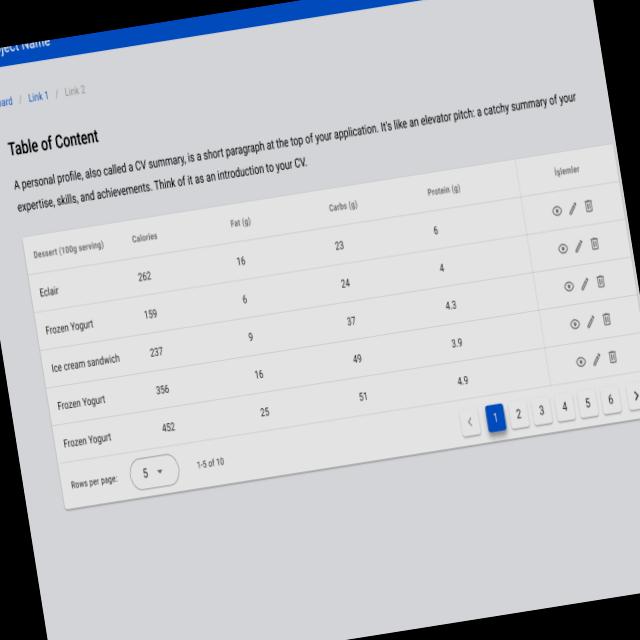 ject Name
ard / Link 1 / Link 2
Table of Content
A personal profile, also called a CV summary, is a short paragraph at the top of your application. It's like an elevator pitch: a catchy summary of your
expertise, skills, and achievements. Think of it as an introduction to your CV.
Dessert (100g serving) Calories Fat (g) Carbs (g) Protein (g) İşlemler
Eclair 262 16 23 6
Frozen Yogurt 159 6 24 4
Ice cream sandwich 237 9 37 4.3
Frozen Yogurt 356 16 49 3.9
Frozen Yogurt 452 25 51 4.9
Rows per page: 5 1-5 of 10 1 2 3 4 5 6